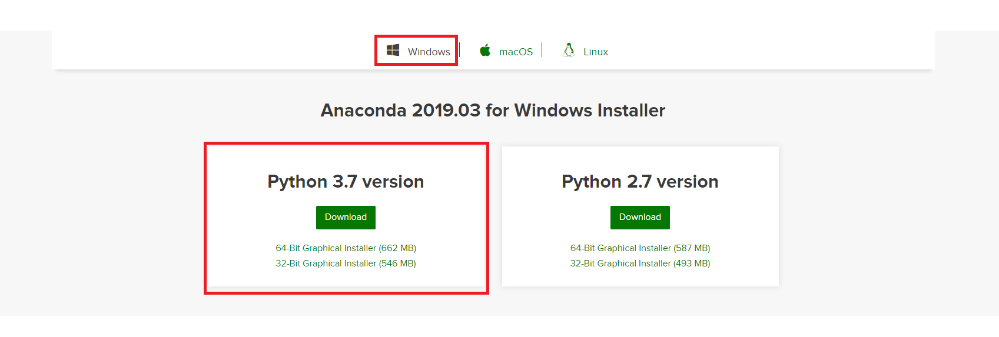 Windows macOS Linux
Anaconda 2019.03 for Windows Installer
Python 3.7 version
Download
64-Bit Graphical Installer (662 MB)
32-Bit Graphical Installer (546 MB)
Python 2.7 version
Download
64-Bit Graphical Installer (587 MB)
32-Bit Graphical Installer (493 MB)